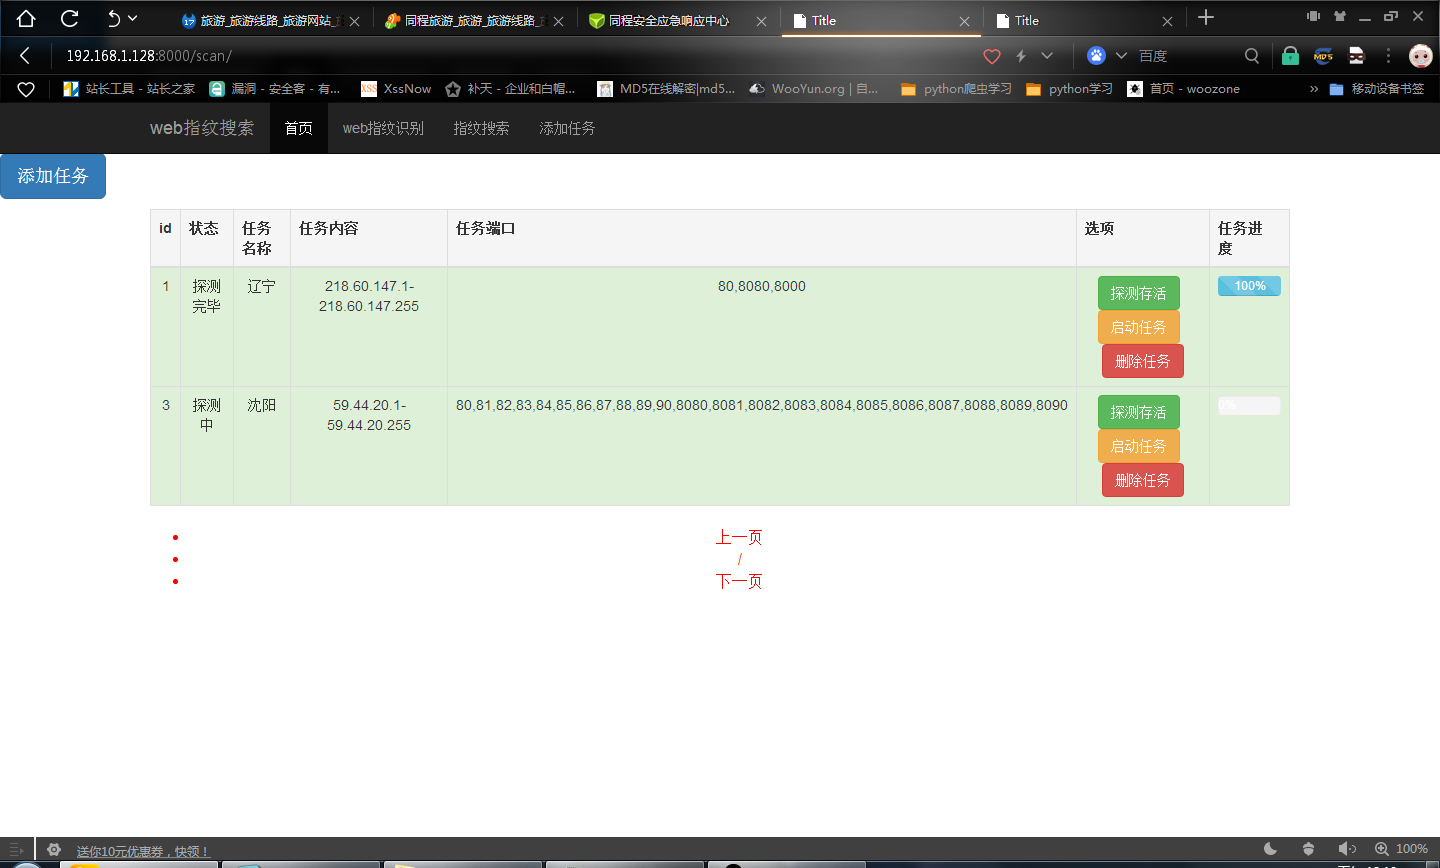 旅游_旅游线路_旅游网站_
同程旅游_旅游_旅游线路_
同程安全应急响应中心
Title
Title
192.168.1.128:8000/scan/
百度
站长工具 - 站长之家
漏洞 - 安全客 - 有...
XSS XssNow
补天 - 企业和白帽...
MD5在线解密|md5...
WooYun.org | 自...
python爬虫学习
python学习
首页 - woozone
»
移动设备书签
web指纹搜索
首页
web指纹识别
指纹搜索
添加任务
添加任务
id 状态 任务名称 任务内容 任务端口 选项 任务进度
1 探测完毕 辽宁 218.60.147.1-218.60.147.255 80,8080,8000 探测存活 100%
启动任务
删除任务
3 探测中 沈阳 59.44.20.1-59.44.20.255 80,81,82,83,84,85,86,87,88,89,90,8080,8081,8082,8083,8084,8085,8086,8087,8088,8089,8090 探测存活 0%
启动任务
删除任务
上一页
/
下一页
送你10元优惠券，快领！
100%